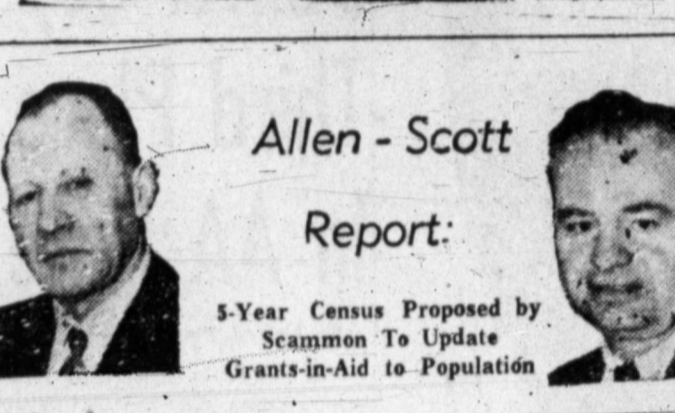 Allen - Scott
Report:
5-Year Census Proposed by
Scammon To Update
Grants-in-Aid to Population